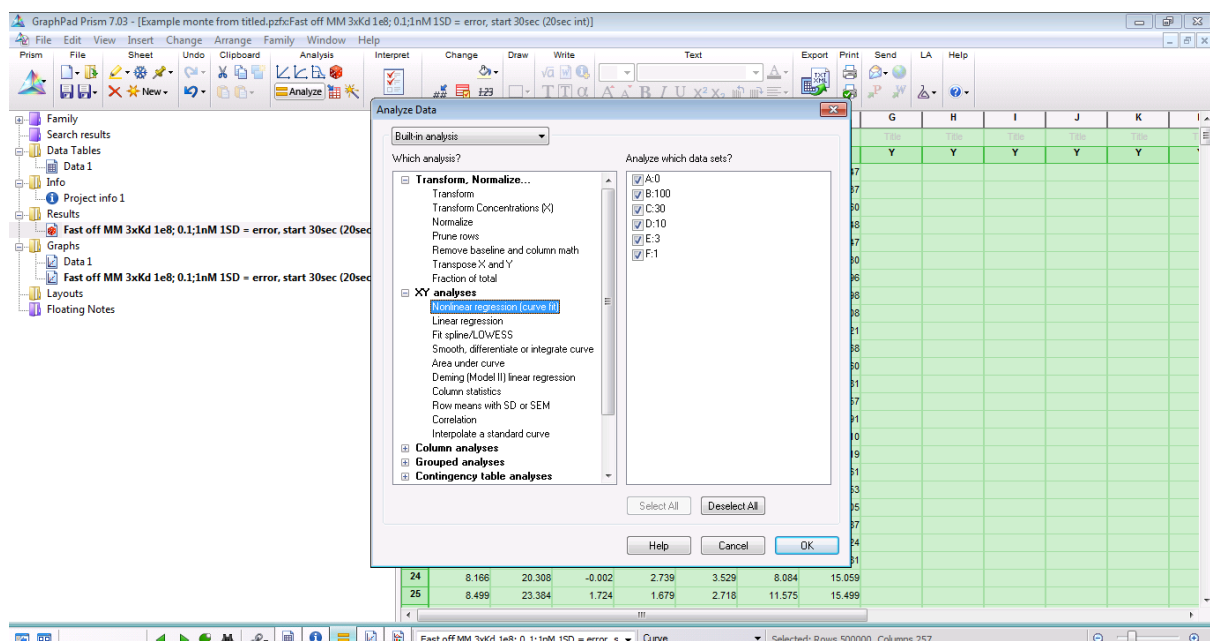 GraphPad Prism 7.03 - [Example monte from titled.pzfx:Fast off MM 3xKd 1e8; 0.1;1nM 1SD = error, start 30sec (20sec int)]
File Edit View Insert Change Arrange Family Window Help
Prism File Sheet Undo Clipboard Analysis Interpret Change Draw Write Text Export Print Send LA Help
New Analyze
Family
Search results
Data Tables
Data 1
Info
Project info 1
Results
Fast off MM 3xKd 1e8; 0.1;1nM 1SD = error, start 30sec (20sec
Graphs
Data 1
Fast off MM 3xKd 1e8; 0.1;1nM 1SD = error, start 30sec (20sec
Layouts
Floating Notes
Analyze Data
Built-in analysis
Which analysis?
Transform, Normalize...
Transform
Transform Concentrations (X)
Normalize
Prune rows
Remove baseline and column math
Transpose X and Y
Fraction of total
XY analyses
Nonlinear regression (curve fit)
Linear regression
Fit spline/LOWESS
Smooth, differentiate or integrate curve
Area under curve
Deming (Model II) linear regression
Column statistics
Row means with SD or SEM
Correlation
Interpolate a standard curve
Column analyses
Grouped analyses
Contingency table analyses
Analyze which data sets?
A:0
B:100
C:30
D:10
E:3
F:1
Select All Deselect All
Help Cancel OK
G H I J K
Title Title Title Title Title
Y Y Y Y Y
24 8.166 20.308 -0.002 2.739 3.529 8.084 15.059
25 8.499 23.384 1.724 1.679 2.718 11.575 15.499
Fast off MM 3xKd 1e8; 0.1;1nM 1SD = error, s Curve Selected: Rows 500000, Columns 257